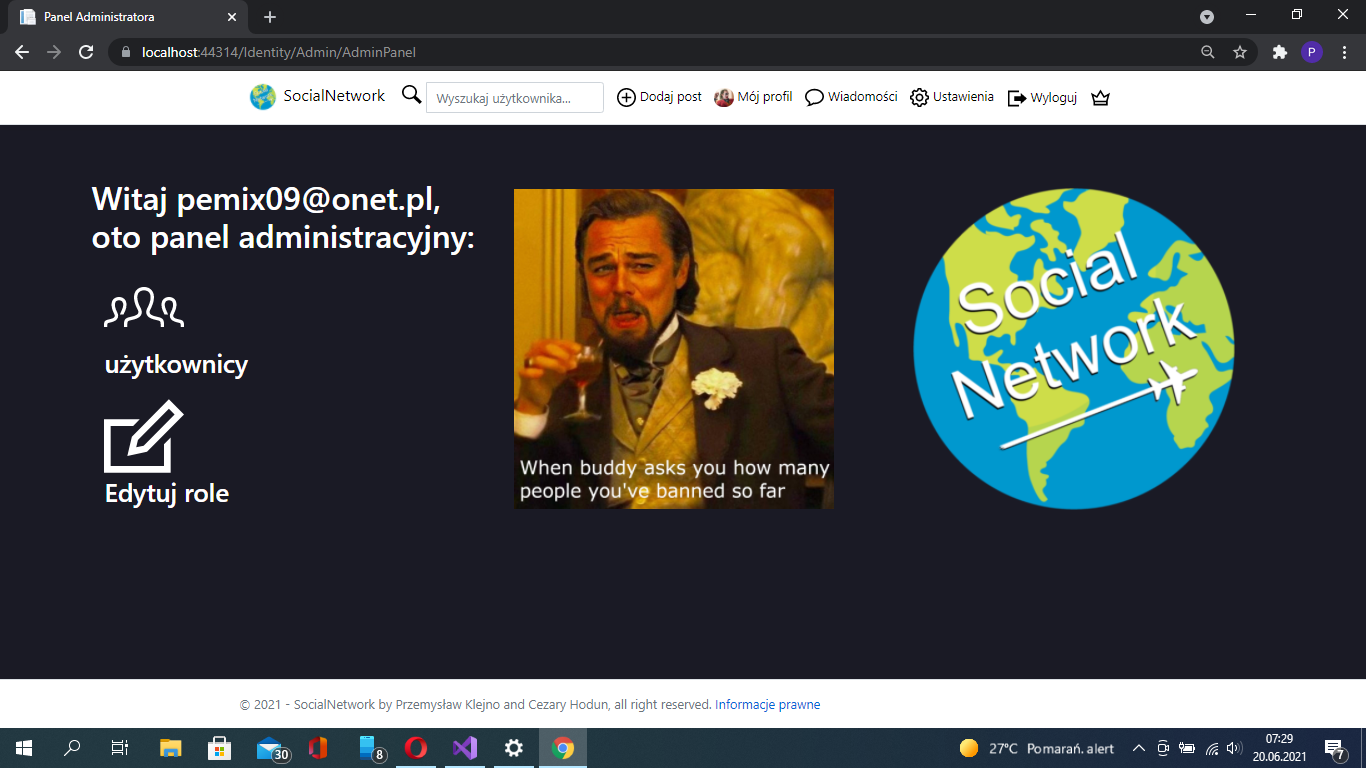 Panel Administratora
localhost:44314/Identity/Admin/AdminPanel
P
SocialNetwork
Wyszukaj użytkownika...
Dodaj post
Mój profil
Wiadomości
Ustawienia
Wyloguj
Witaj pemix09@onet.pl,
oto panel administracyjny:
użytkownicy
Edytuj role
When buddy asks you how many
people you've banned so far
Social
Network
© 2021 - SocialNetwork by Przemysław Klejno and Cezary Hodun, all right reserved. Informacje prawne
30
8
27°C Pomarań. alert
07:29
20.06.2021
7